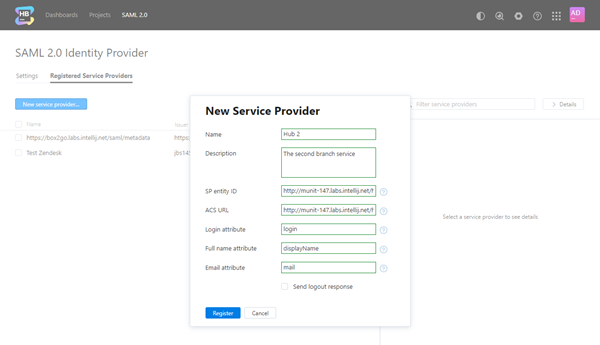 HB
Dashboards Projects SAML 2.0
AD
SAML 2.0 Identity Provider
Settings Registered Service Providers
New service provider... Filter service providers Details
Name Issuer
https://box2go.labs.intellij.net/saml/metadata https:
Test Zendesk
Select a service provider to see details
New Service Provider
Name Hub 2
Description The second branch service
SP entity ID http://munit-147.labs.intellij.net/
ACS URL http://munit-147.labs.intellij.net/
Login attribute login
Full name attribute displayName
Email attribute mail
Send logout response
Register Cancel